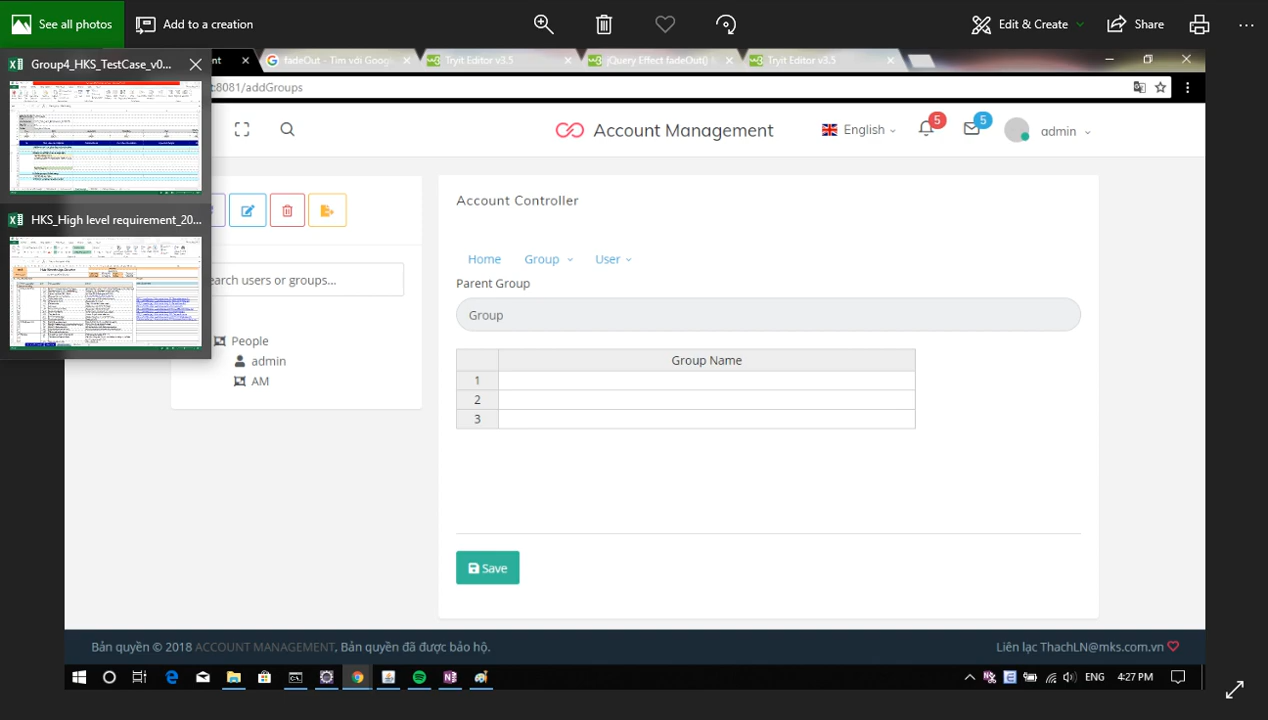 See all photos
Add to a creation
Edit & Create
Share
Group4_HKS_TestCase_v0...
nt
fadeOut - Tìm với Googl
Tryit Editor v3.5
jQuery Effect fadeOut() M
Tryit Editor v3.5
:8081/addGroups
Account Management
English
5
5
admin
HKS_High level requirement_20...
Account Controller
Home
Group
User
earch users or groups...
Parent Group
Group
People
admin
AM
Group Name
1
2
3
Save
Bản quyền © 2018 ACCOUNT MANAGEMENT, Bản quyền đã được bảo hộ.
Liên lạc ThachLN@mks.com.vn
ENG
4:27 PM